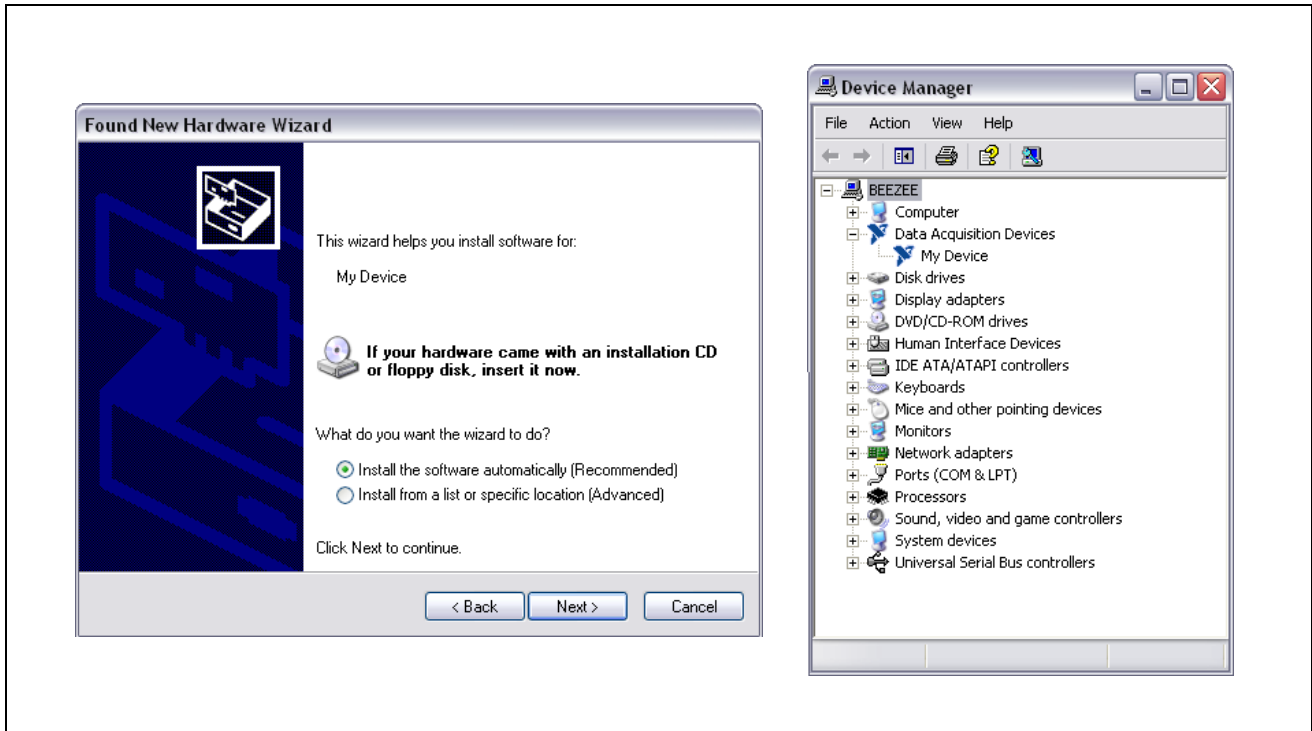 Found New Hardware Wizard
This wizard helps you install software for:
My Device
If your hardware came with an installation CD
or floppy disk, insert it now.
What do you want the wizard to do?
Install the software automatically (Recommended)
Install from a list or specific location (Advanced)
Click Next to continue.
< Back Next > Cancel
Device Manager
File Action View Help
BEEZEE
Computer
Data Acquisition Devices
My Device
Disk drives
Display adapters
DVD/CD-ROM drives
Human Interface Devices
IDE ATA/ATAPI controllers
Keyboards
Mice and other pointing devices
Monitors
Network adapters
Ports (COM & LPT)
Processors
Sound, video and game controllers
System devices
Universal Serial Bus controllers